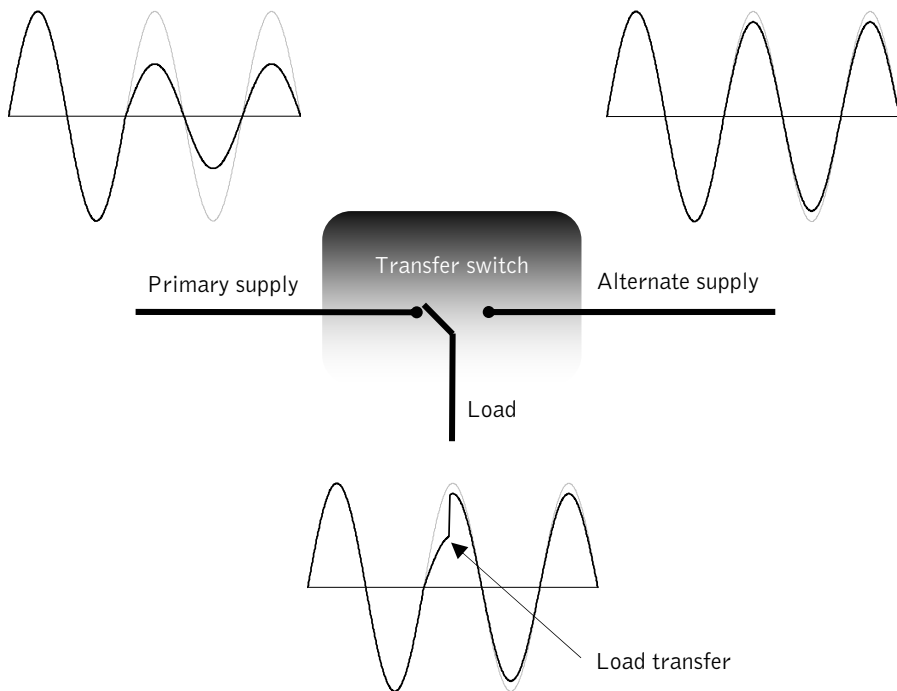 Transfer switch
Primary supply
Alternate supply
Load
Load transfer